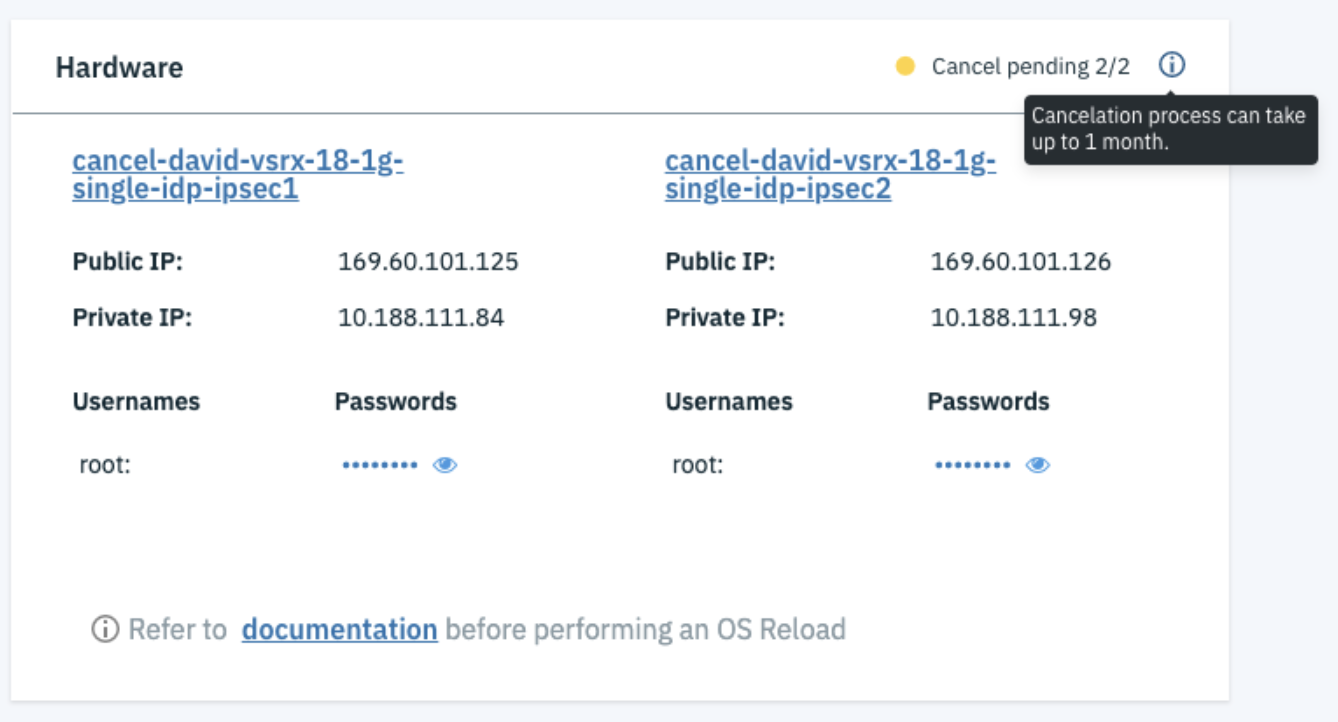 Hardware
Cancel pending 2/2
Cancelation process can take
up to 1 month.
cancel-david-vsrx-18-1g-
single-idp-ipsec1
Public IP: 169.60.101.125
Private IP: 10.188.111.84
Usernames Passwords
root: ••••••••
cancel-david-vsrx-18-1g-
single-idp-ipsec2
Public IP: 169.60.101.126
Private IP: 10.188.111.98
Usernames Passwords
root: ••••••••
Refer to documentation before performing an OS Reload